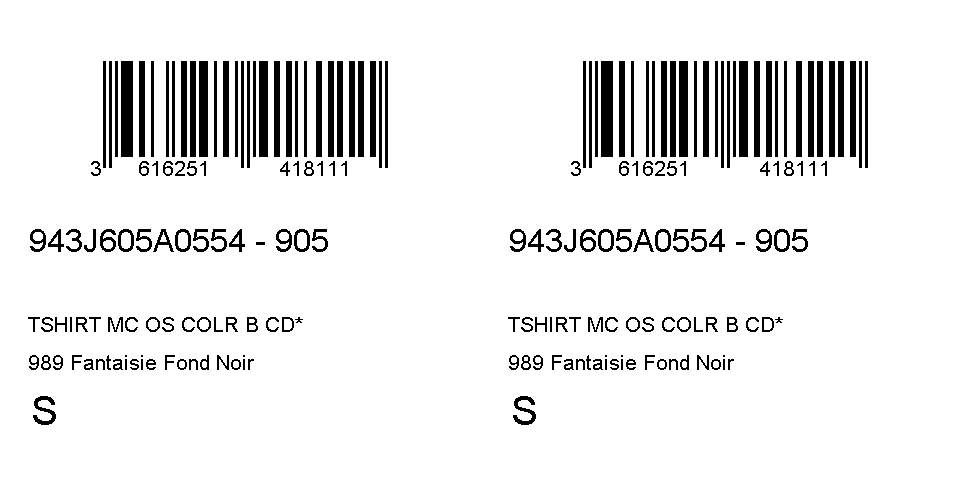 3 616251 418111
943J605A0554 - 905
TSHIRT MC OS COLR B CD*
989 Fantaisie Fond Noir
S
3 616251 418111
943J605A0554 - 905
TSHIRT MC OS COLR B CD*
989 Fantaisie Fond Noir
S